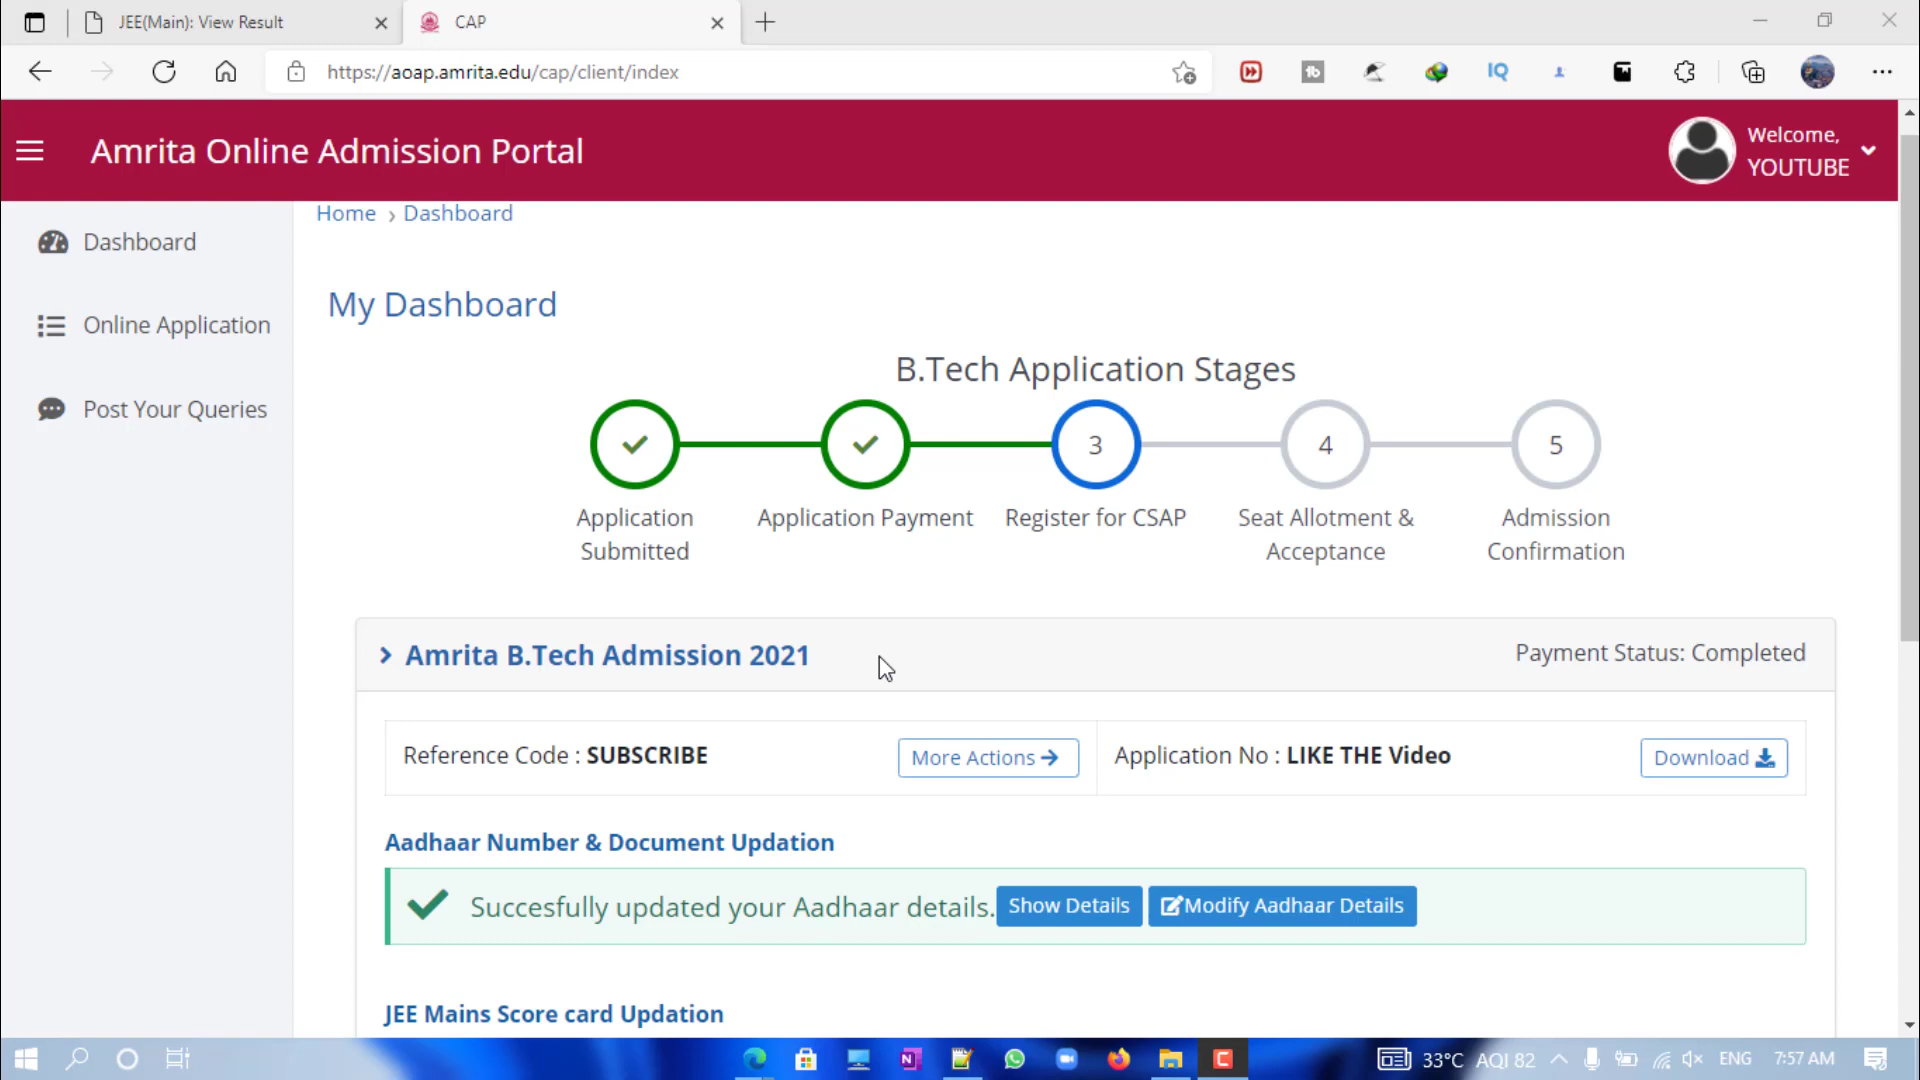 JEE(Main): View Result
CAP
https://aoap.amrita.edu/cap/client/index
Amrita Online Admission Portal
Welcome,
YOUTUBE
Home › Dashboard
Dashboard
Online Application
Post Your Queries
My Dashboard
B.Tech Application Stages
3
4
5
Application
Submitted
Application Payment
Register for CSAP
Seat Allotment &
Acceptance
Admission
Confirmation
Amrita B.Tech Admission 2021
Payment Status: Completed
Reference Code : SUBSCRIBE
More Actions
Application No : LIKE THE Video
Download
Aadhaar Number & Document Updation
Succesfully updated your Aadhaar details.
Show Details
Modify Aadhaar Details
JEE Mains Score card Updation
33°C AQI 82
ENG
7:57 AM